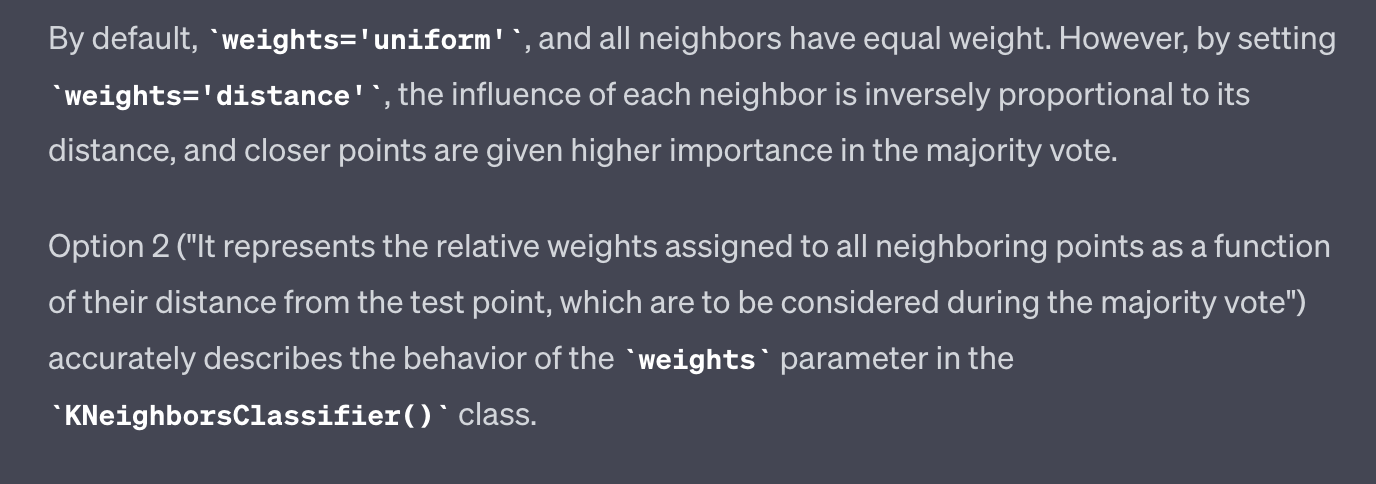 By default, `weights='uniform'`, and all neighbors have equal weight. However, by setting
`weights='distance'`, the influence of each neighbor is inversely proportional to its
distance, and closer points are given higher importance in the majority vote.
Option 2 ("It represents the relative weights assigned to all neighboring points as a function
of their distance from the test point, which are to be considered during the majority vote")
accurately describes the behavior of the `weights` parameter in the
`KNeighborsClassifier()` class.